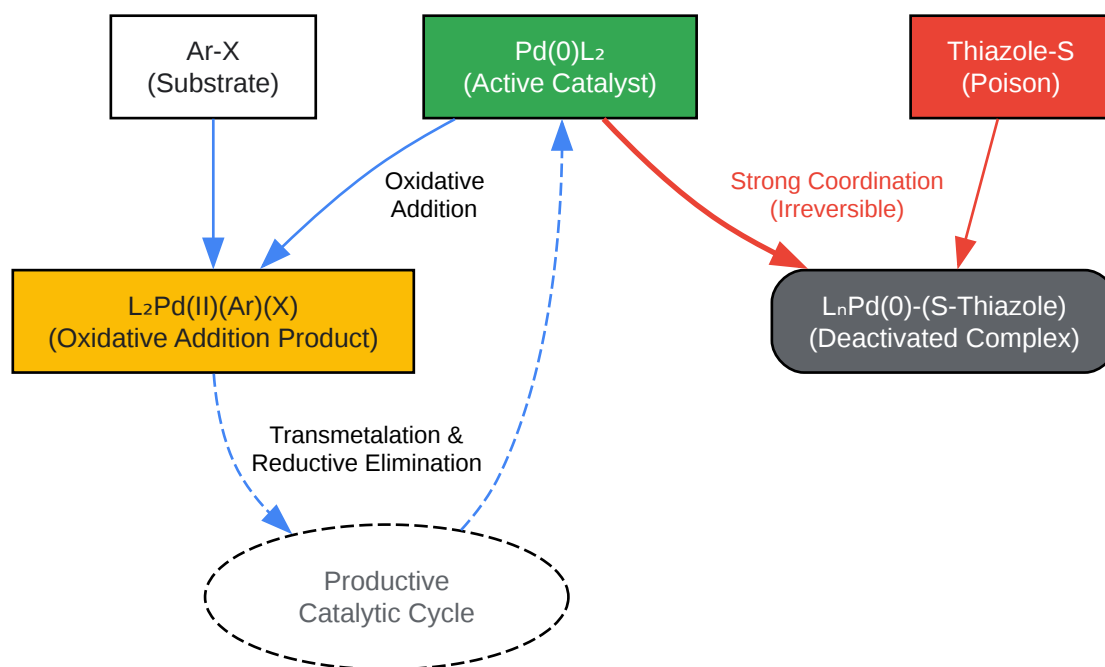 Ar-X
(Substrate)
Pd(0)L₂
(Active Catalyst)
Thiazole-S
(Poison)
Oxidative
Addition
Strong Coordination
(Irreversible)
L₂Pd(II)(Ar)(X)
(Oxidative Addition Product)
LₙPd(0)-(S-Thiazole)
(Deactivated Complex)
Transmetalation &
Reductive Elimination
Productive
Catalytic Cycle